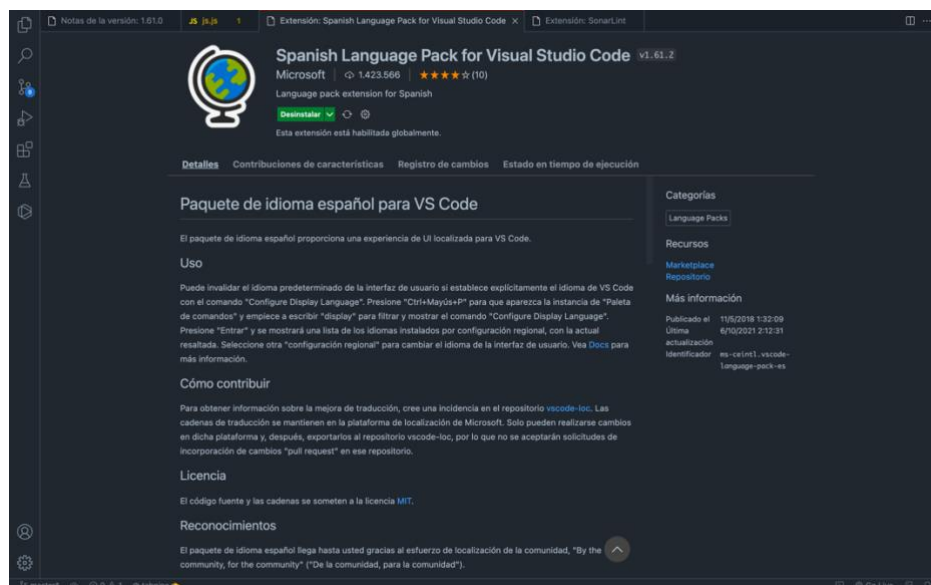 Notas de la versión: 1.61.0
JS js.js 1
Extensión: Spanish Language Pack for Visual Studio Code ×
Extensión: SonarLint
Spanish Language Pack for Visual Studio Code v1.61.2
Microsoft 1.423.566 ★★★★☆(10)
Language pack extension for Spanish
Desinstalar
Esta extensión está habilitada globalmente.
Detalles Contribuciones de características Registro de cambios Estado en tiempo de ejecución
Paquete de idioma español para VS Code
El paquete de idioma español proporciona una experiencia de UI localizada para VS Code.
Uso
Puede invalidar el idioma predeterminado de la interfaz de usuario si establece explícitamente el idioma de VS Code
con el comando "Configure Display Language". Presione "Ctrl+Mayús+P" para que aparezca la instancia de "Paleta
de comandos" y empiece a escribir "display" para filtrar y mostrar el comando "Configure Display Language".
Presione "Entrar" y se mostrará una lista de los idiomas instalados por configuración regional, con la actual
resaltada. Seleccione otra "configuración regional" para cambiar el idioma de la interfaz de usuario. Vea Docs para
más información.
Cómo contribuir
Para obtener información sobre la mejora de traducción, cree una incidencia en el repositorio vscode-loc. Las
cadenas de traducción se mantienen en la plataforma de localización de Microsoft. Solo pueden realizarse cambios
en dicha plataforma y, después, exportarlos al repositorio vscode-loc, por lo que no se aceptarán solicitudes de
incorporación de cambios "pull request" en ese repositorio.
Licencia
El código fuente y las cadenas se someten a la licencia MIT.
Reconocimientos
El paquete de idioma español llega hasta usted gracias al esfuerzo de localización de la comunidad, "By the
community, for the community" ("De la comunidad, para la comunidad").
Categorías
Language Packs
Recursos
Marketplace
Repositorio
Más información
Publicado el 11/5/2018 1:32:09
Última 6/10/2021 2:12:31
actualización
Identificador ms-ceintl.vscode-
language-pack-es